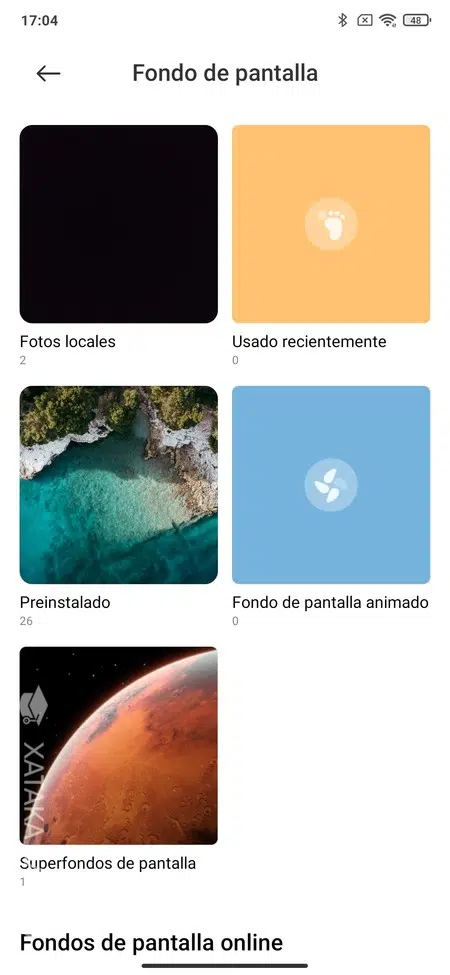 17:04
48
Fondo de pantalla
Fotos locales
2
Usado recientemente
0
Preinstalado
26
Fondo de pantalla animado
0
XATAKA
Superfondos de pantalla
1
Fondos de pantalla online